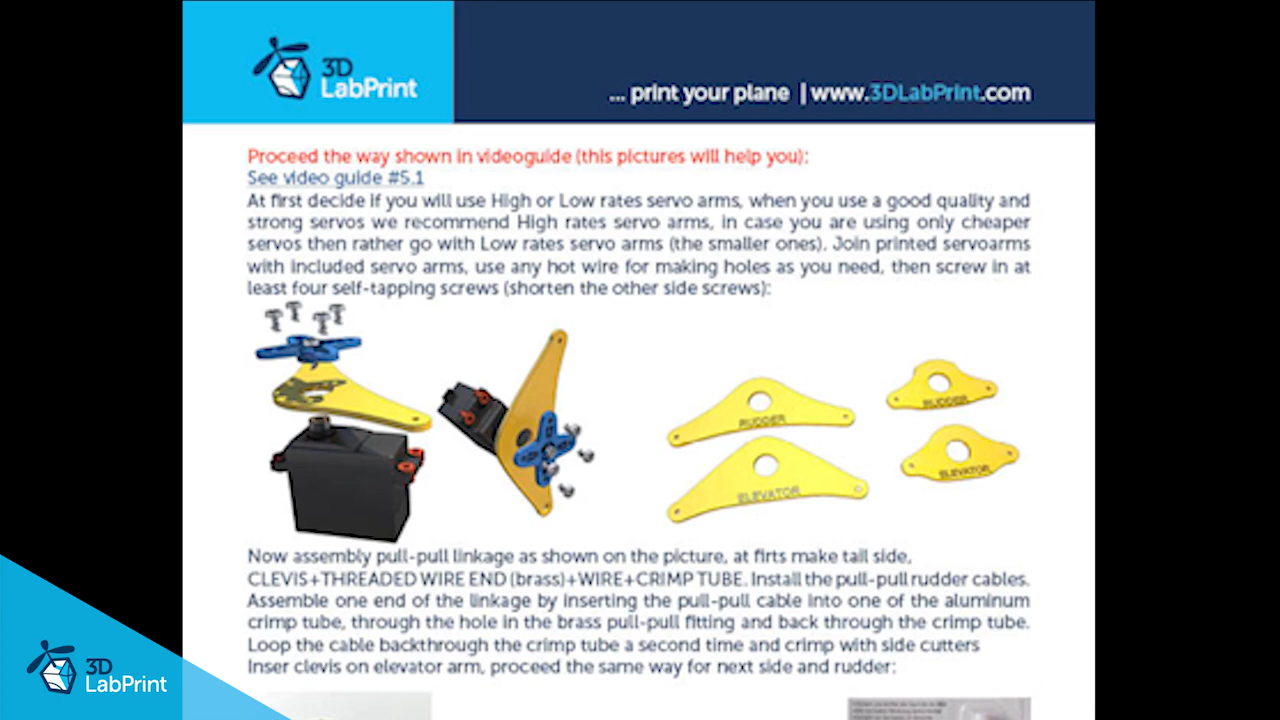 3D
LabPrint
... print your plane | www.3DLabPrint.com
Proceed the way shown in videoguide (this pictures will help you):
See video guide #5.1
At first decide if you will use High or Low rates servo arms, when you use a good quality and
strong servos we recommend High rates servo arms, in case you are using only cheaper
servos then rather go with Low rates servo arms (the smaller ones). Join printed servoarms
with included servo arms, use any hot wire for making holes as you need, then screw in at
least four self-tapping screws (shorten the other side screws):
RUDDER
RUDDER
ELEVATOR
ELEVATOR
Now assembly pull-pull linkage as shown on the picture, at firts make tail side,
CLEVIS+THREADED WIRE END (brass)+WIRE+CRIMP TUBE. Install the pull-pull rudder cables.
Assemble one end of the linkage by inserting the pull-pull cable into one of the aluminum
crimp tube, through the hole in the brass pull-pull fitting and back through the crimp tube.
Loop the cable backthrough the crimp tube a second time and crimp with side cutters
Inser clevis on elevator arm, proceed the same way for next side and rudder:
3D
LabPrint